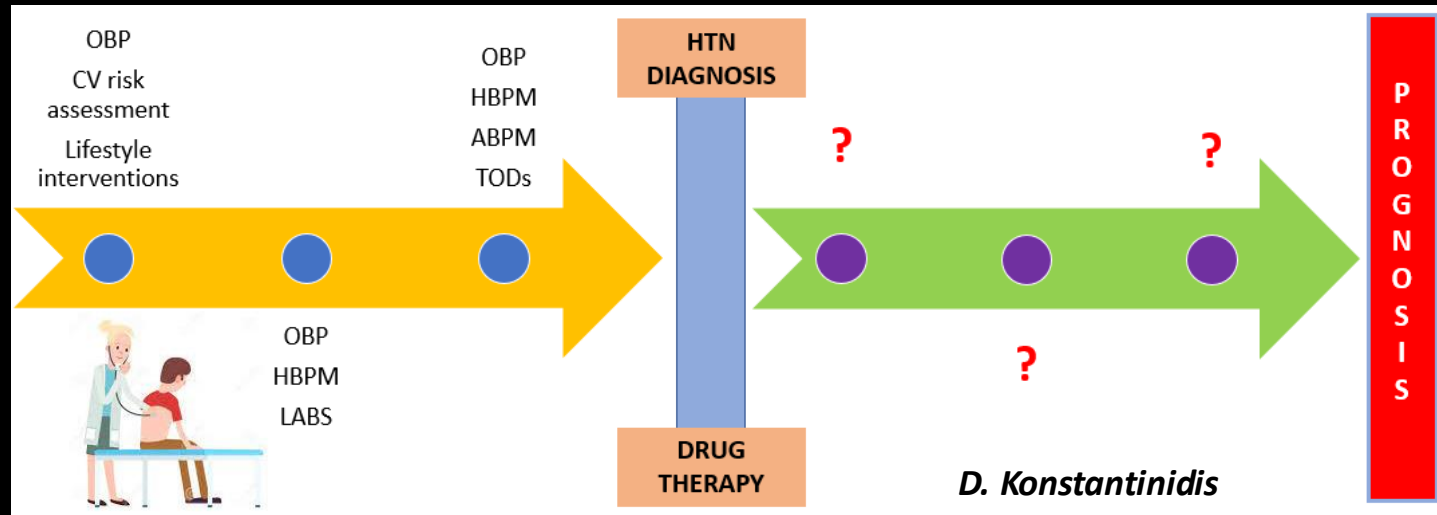 OBP
CV risk
assessment
Lifestyle
interventions
OBP
HBPM
LABS
OBP
HBPM
ABPM
TODs
HTN
DIAGNOSIS
DRUG
THERAPY
?
?
?
D. Konstantinidis
P
R
O
G
N
O
S
I
S